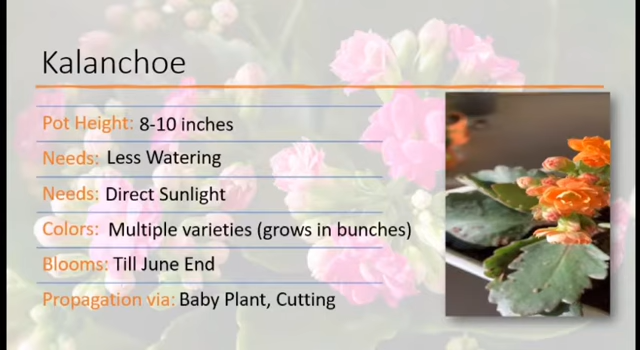 Kalanchoe
Pot Height: 8-10 inches
Needs: Less Watering
Needs: Direct Sunlight
Colors: Multiple varieties (grows in bunches)
Blooms: Till June End
Propagation via: Baby Plant, Cutting